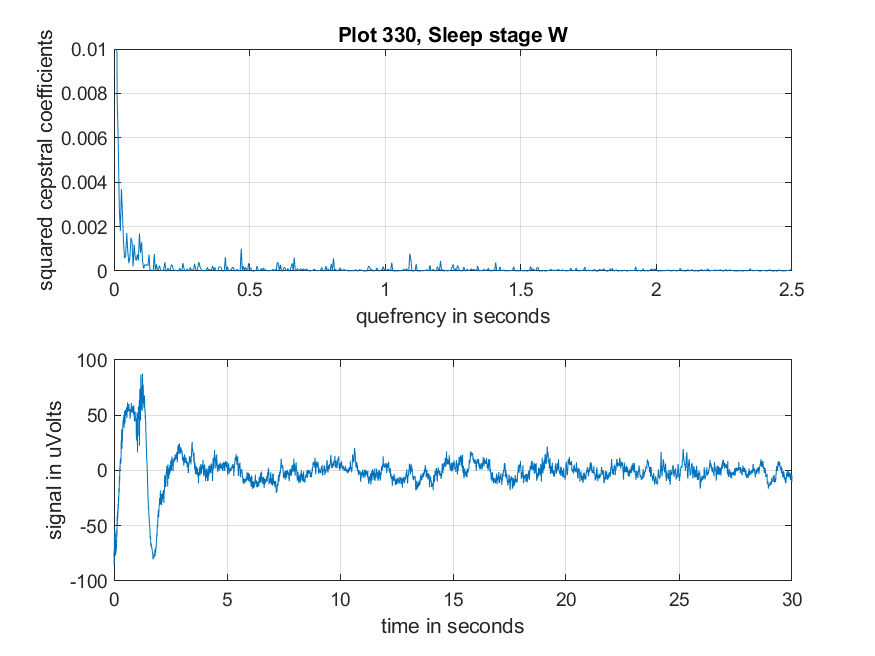 Plot 330, Sleep stage W
squared cepstral coefficients
0.01
0.008
0.006
0.004
0.002
0
0 0.5 1 1.5 2 2.5
quefrency in seconds
signal in uVolts
100
50
0
-50
-100
0 5 10 15 20 25 30
time in seconds